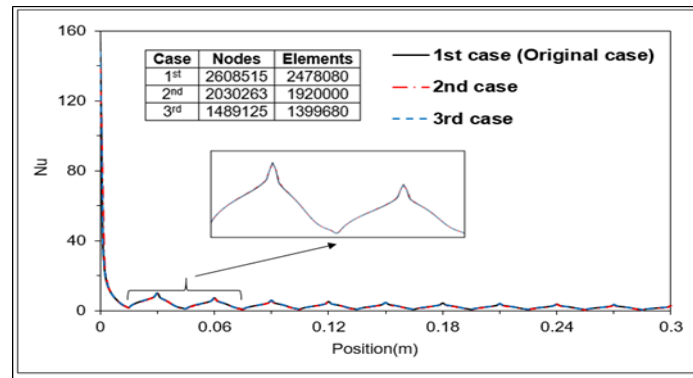 160
120
80
40
0
Nu
Case Nodes Elements
1st 2608515 2478080
2nd 2030263 1920000
3rd 1489125 1399680
1st case (Original case)
2nd case
3rd case
0 0.06 0.12 0.18 0.24 0.3
Position(m)